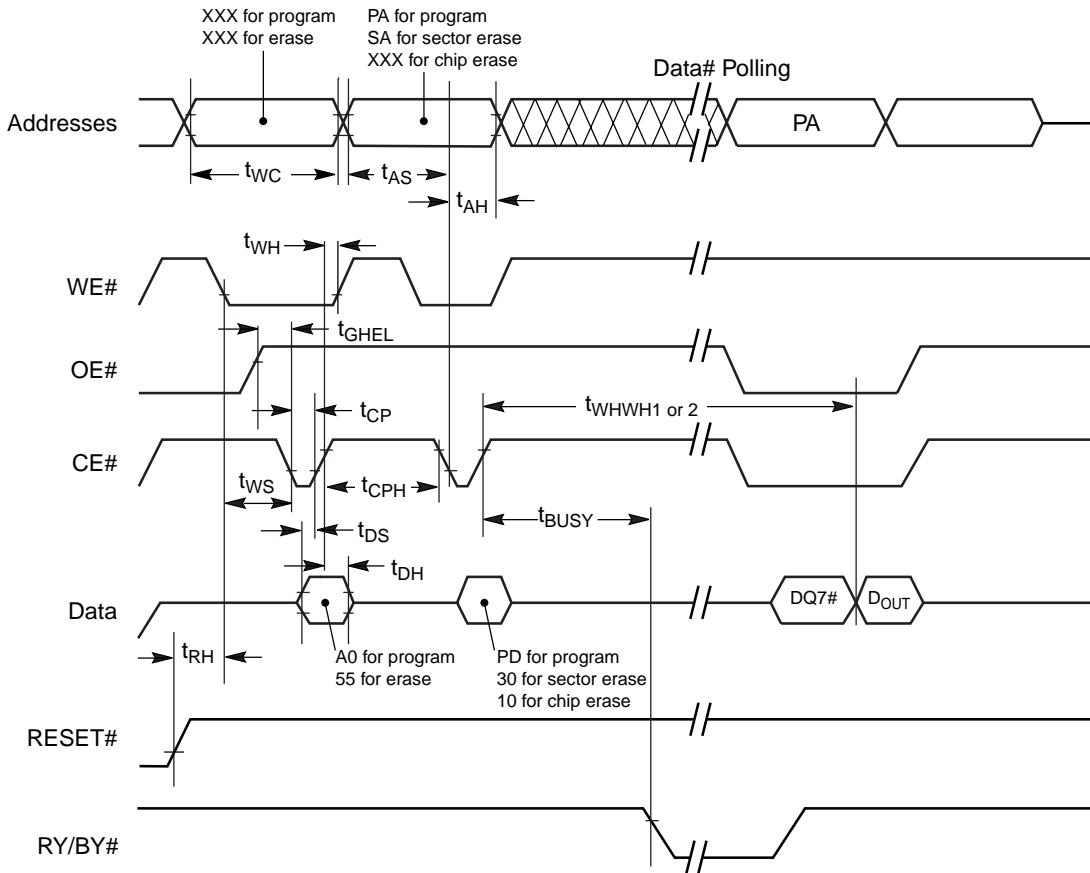 XXX for program
XXX for erase
PA for program
SA for sector erase
XXX for chip erase
Data# Polling
Addresses
PA
tWC
tAS
tAH
tWH
WE#
tGHEL
OE#
tCP
tWHWH1 or 2
CE#
tWS
tCPH
tBUSY
tDS
tDH
Data
DQ7#
DOUT
tRH
A0 for program
55 for erase
PD for program
30 for sector erase
10 for chip erase
RESET#
RY/BY#